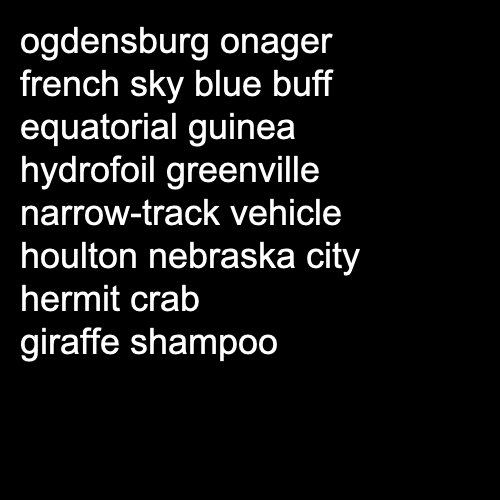 ogdensburg onager
french sky blue buff
equatorial guinea
hydrofoil greenville
narrow-track vehicle
houlton nebraska city
hermit crab
giraffe shampoo